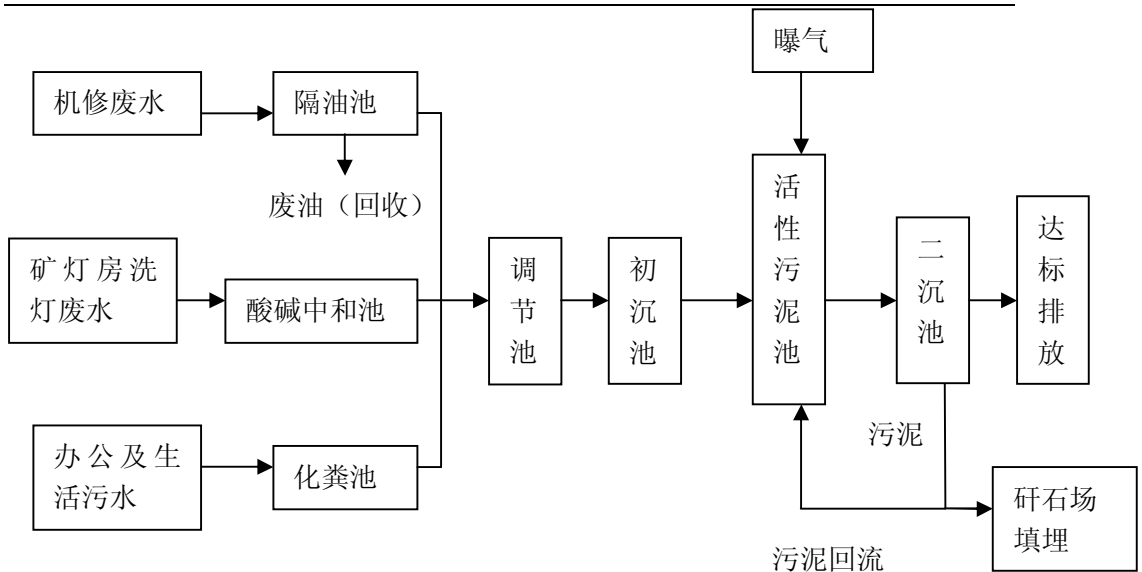 曝气
机修废水
隔油池
废油（回收）
矿灯房洗
灯废水
酸碱中和池
办公及生
活污水
化粪池
调
节
池
初
沉
池
活
性
污
泥
池
二
沉
池
达
标
排
放
污泥
污泥回流
矸石场
填埋